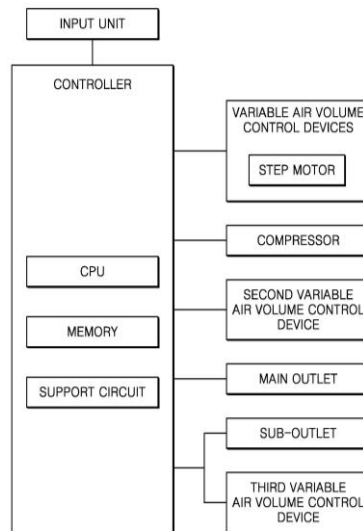 INPUT UNIT
CONTROLLER
CPU
MEMORY
SUPPORT CIRCUIT
VARIABLE AIR VOLUME
CONTROL DEVICES
STEP MOTOR
COMPRESSOR
SECOND VARIABLE
AIR VOLUME CONTROL
DEVICE
MAIN OUTLET
SUB-OUTLET
THIRD VARIABLE
AIR VOLUME CONTROL
DEVICE